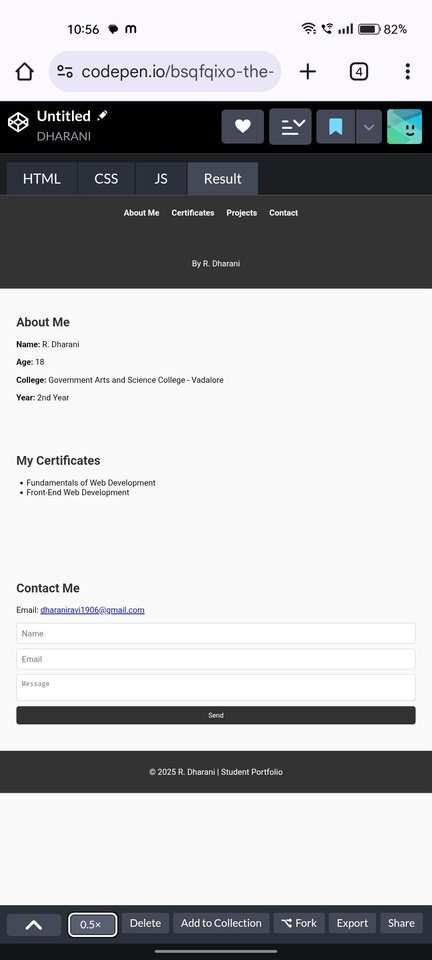 10:56 m 82%
codepen.io/bsqfqixo-the- 4
Untitled
DHARANI
HTML CSS JS Result
About Me Certificates Projects Contact
By R. Dharani
About Me
Name: R. Dharani
Age: 18
College: Government Arts and Science College - Vadalore
Year: 2nd Year
My Certificates
• Fundamentals of Web Development
• Front-End Web Development
Contact Me
Email: dharaniravi1906@gmail.com
Name
Email
Message
Send
© 2025 R. Dharani | Student Portfolio
0.5× Delete Add to Collection Fork Export Share